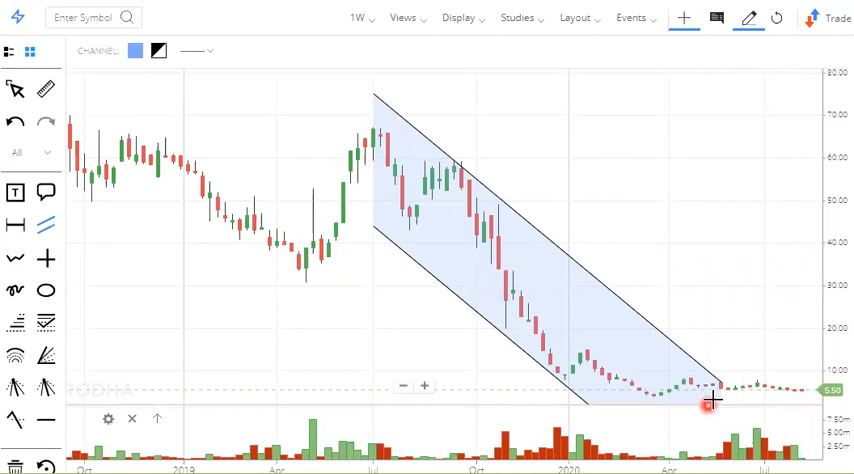 Enter Symbol 1W Views Display Studies Layout Events Trade
CHANNEL:
80.00
70.00
All
60.00
T
50.00
40.00
30.00
20.00
10.00
RODHA
5.50
7.50m
5.00m
2.50m
Oct 2019 Apr Jul Oct 2020 Apr Jul